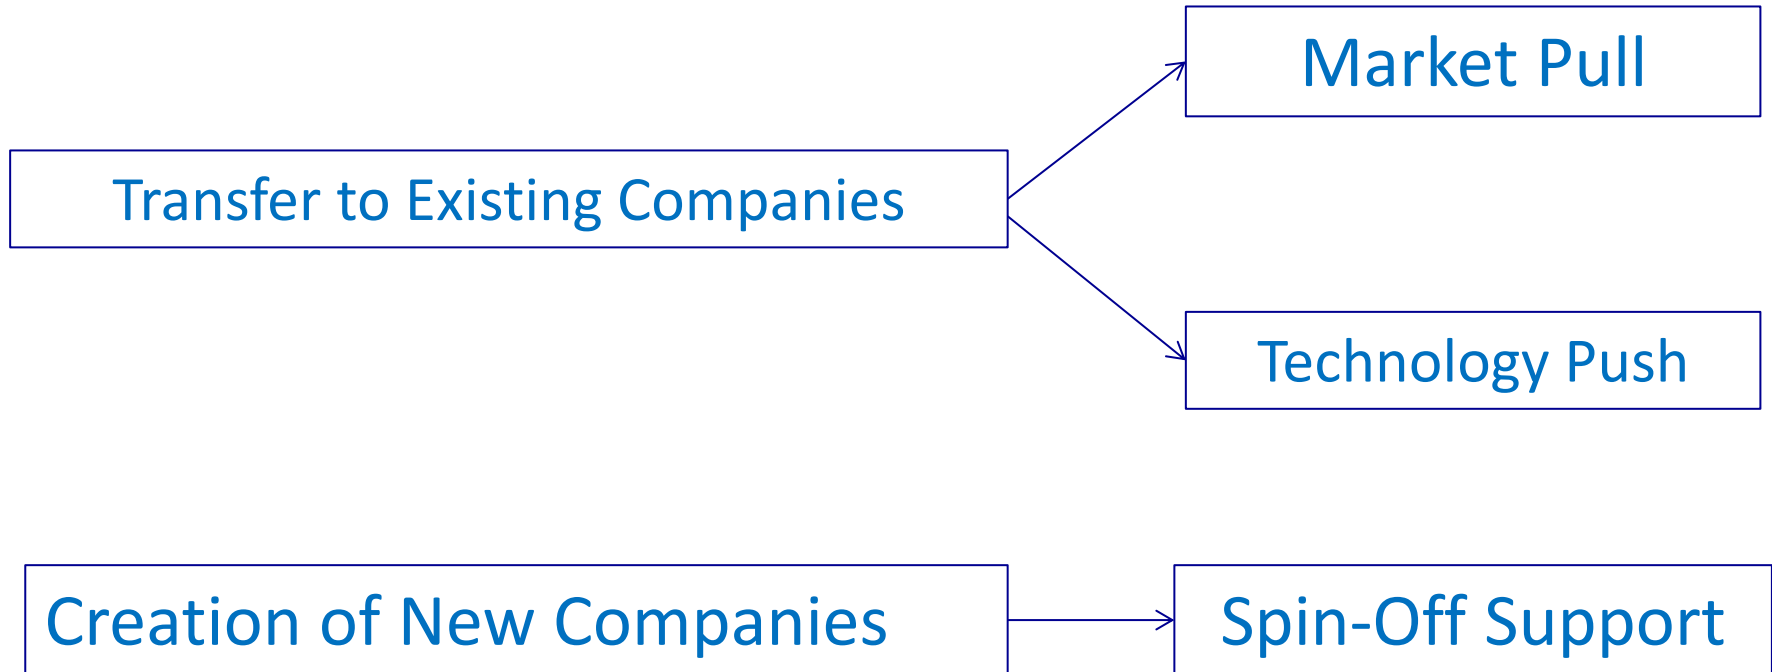 Market Pull
Transfer to Existing Companies
Technology Push
Creation of New Companies
Spin-Off Support